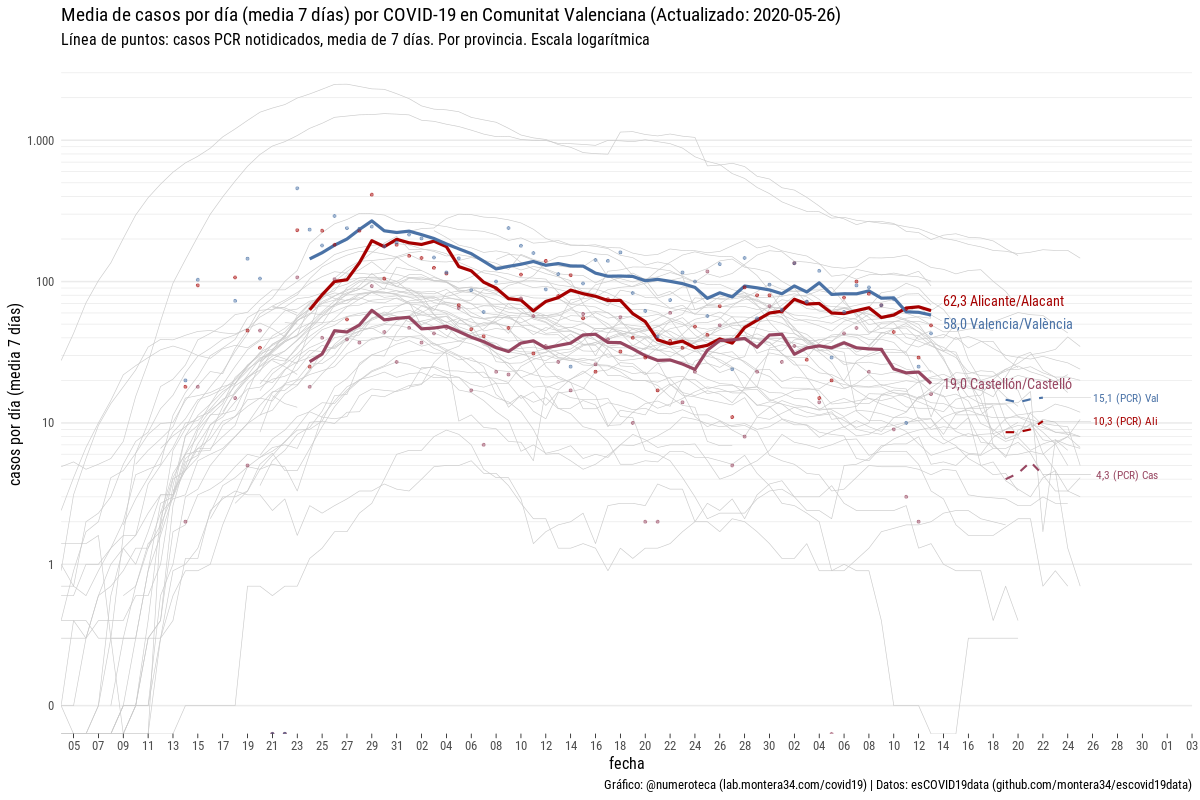 Media de casos por día (media 7 días) por COVID-19 en Comunitat Valenciana (Actualizado: 2020-05-26)
Línea de puntos: casos PCR notidicados, media de 7 días. Por provincia. Escala logarítmica
casos por día (media 7 días)
1.000
100
10
1
0
62,3 Alicante/Alacant
58,0 Valencia/València
19,0 Castellón/Castelló
15,1 (PCR) Val
10,3 (PCR) Ali
4,3 (PCR) Cas
05 07 09 11 13 15 17 19 21 23 25 27 29 31 02 04 06 08 10 12 14 16 18 20 22 24 26 28 30 02 04 06 08 10 12 14 16 18 20 22 24 26 28 30 01 03
fecha
Gráfico: @numeroteca (lab.montera34.com/covid19) | Datos: esCOVID19data (github.com/montera34/escovid19data)